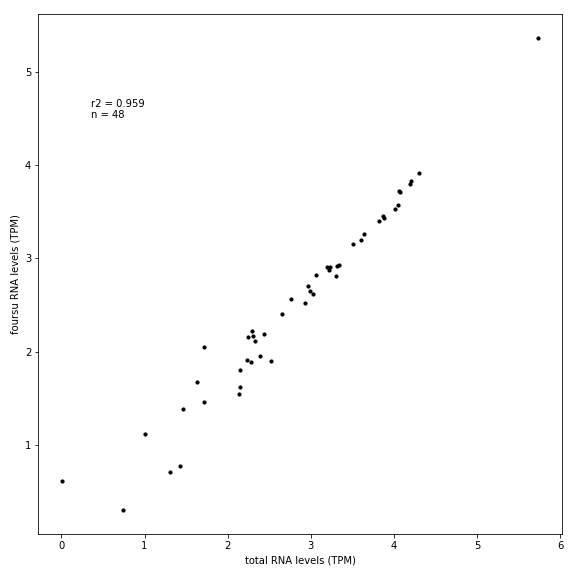 r2 = 0.959
n = 48
foursu RNA levels (TPM)
5
4
3
2
1
0 1 2 3 4 5 6
total RNA levels (TPM)